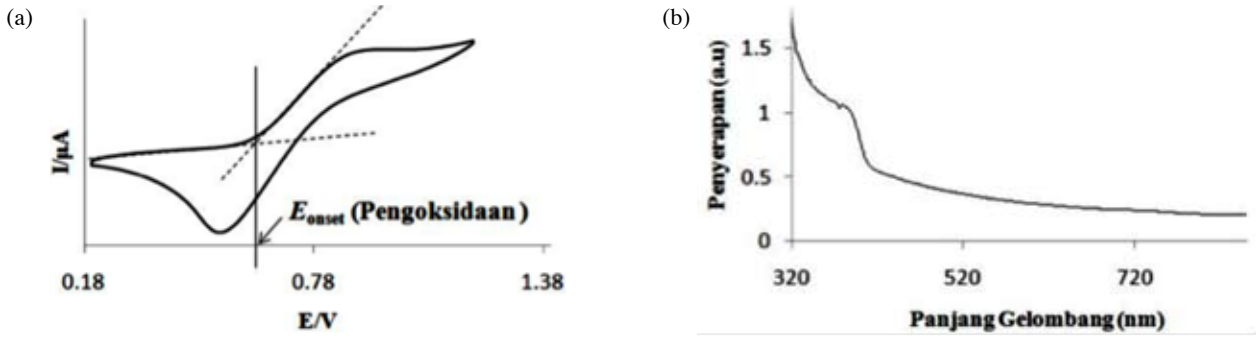 (a)
I/µA
E onset (Pengoksidaan)
0.18 0.78 1.38
E/V
(b)
Penyerapan (a.u)
1.5
1
0.5
0
320 520 720
Panjang Gelombang (nm)